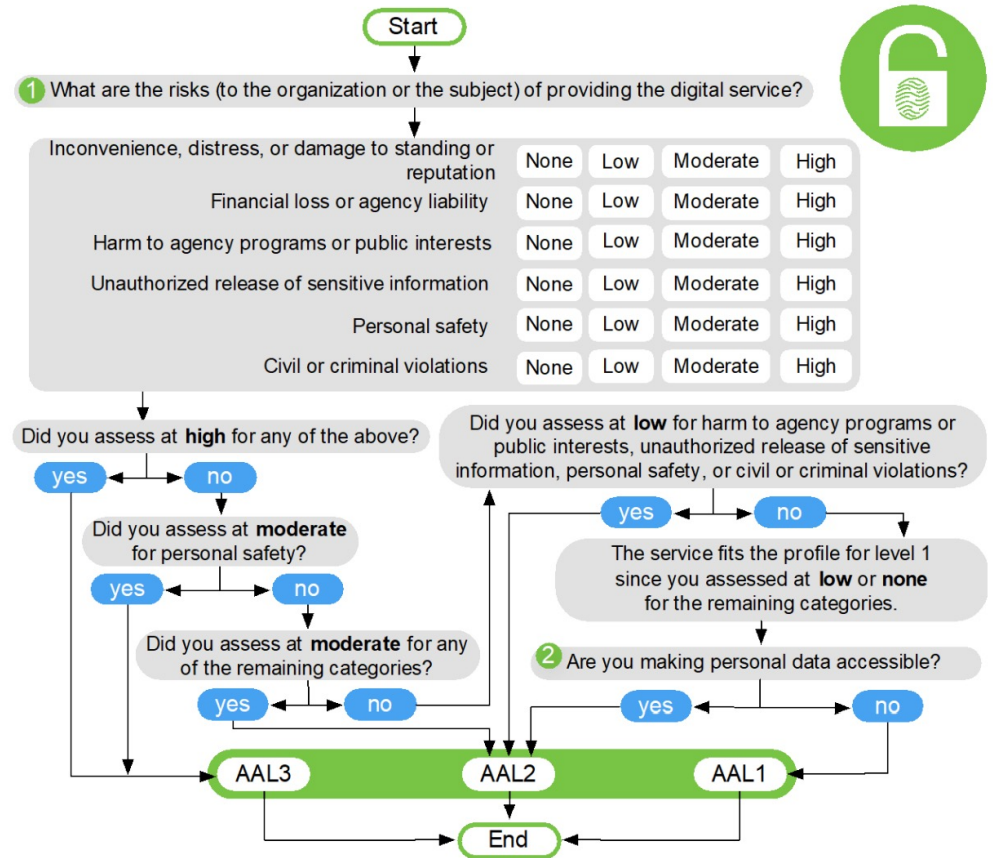 Start
1 What are the risks (to the organization or the subject) of providing the digital service?
Inconvenience, distress, or damage to standing or
reputation
None Low Moderate High
Financial loss or agency liability
None Low Moderate High
Harm to agency programs or public interests
None Low Moderate High
Unauthorized release of sensitive information
None Low Moderate High
Personal safety
None Low Moderate High
Civil or criminal violations
None Low Moderate High
Did you assess at high for any of the above?
yes no
Did you assess at moderate
for personal safety?
yes no
Did you assess at moderate for any
of the remaining categories?
yes no
Did you assess at low for harm to agency programs or
public interests, unauthorized release of sensitive
information, personal safety, or civil or criminal violations?
yes no
The service fits the profile for level 1
since you assessed at low or none
for the remaining categories.
2 Are you making personal data accessible?
yes no
AAL3 AAL2 AAL1
End